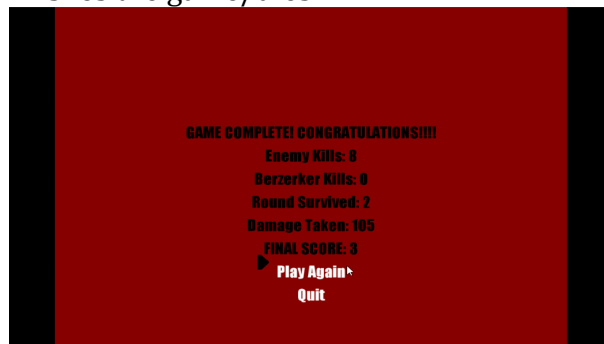 GAME COMPLETE! CONGRATULATIONS!!!!
Enemy Kills: 8
Berzerker Kills: 0
Round Survived: 2
Damage Taken: 105
FINAL SCORE: 3
Play Again
Quit